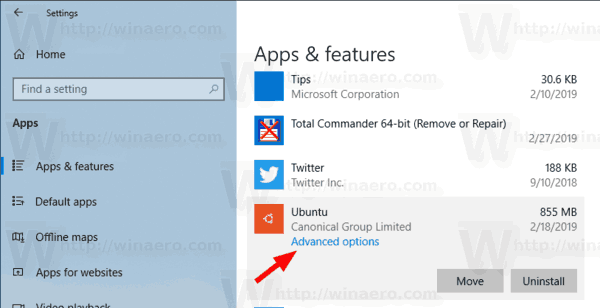 Settings
Home
Find a setting
Apps
Apps & features
Default apps
Offline maps
Apps for websites
Video playback
Apps & features
Tips 30.6 KB
Microsoft Corporation 2/10/2019
Total Commander 64-bit (Remove or Repair)
2/27/2019
Twitter 188 KB
Twitter Inc. 9/10/2018
Ubuntu 855 MB
Canonical Group Limited 2/18/2019
Advanced options
Move Uninstall
W http://winaero.com